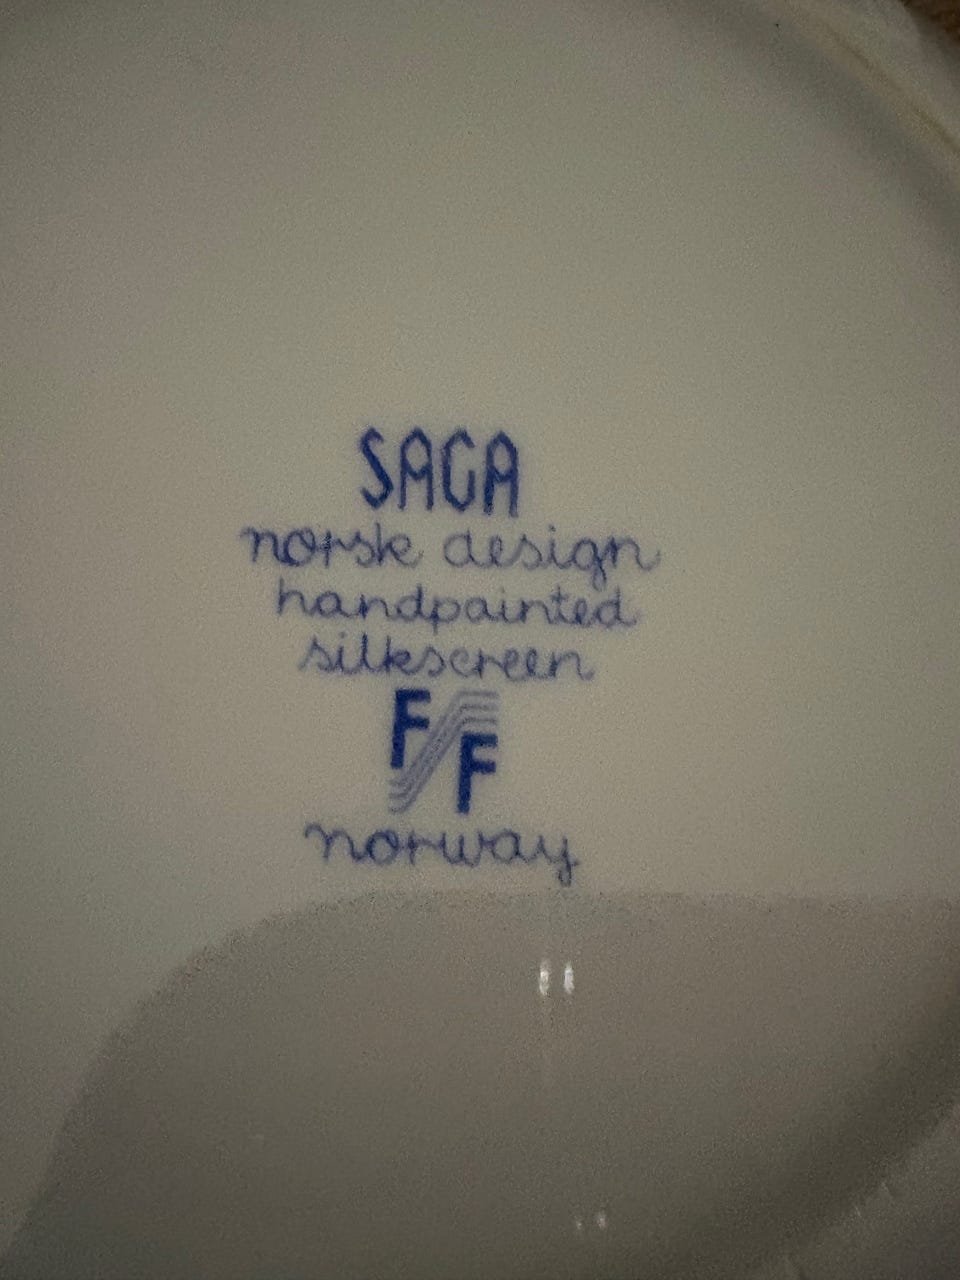 SAGA
norsk design
handpainted
silkscreen
F
F
norway